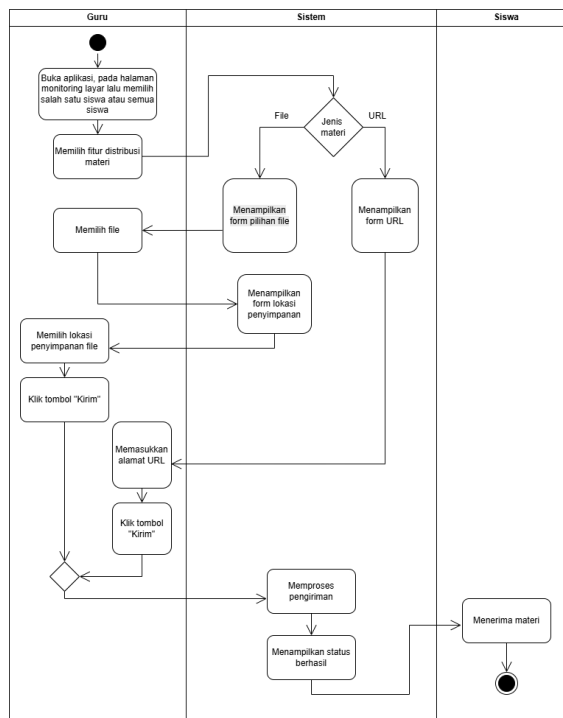 Guru
Sistem
Siswa
Buka aplikasi, pada halaman
monitoring layar lalu memilih
salah satu siswa atau semua
siswa
Memilih fitur distribusi
materi
File
Jenis
materi
URL
Menampilkan
form pilihan file
Menampilkan
form URL
Memilih file
Menampilkan
form lokasi
penyimpanan
Memilih lokasi
penyimpanan file
Klik tombol "Kirim"
Memasukkan
alamat URL
Klik tombol
"Kirim"
Memproses
pengiriman
Menampilkan status
berhasil
Menerima materi